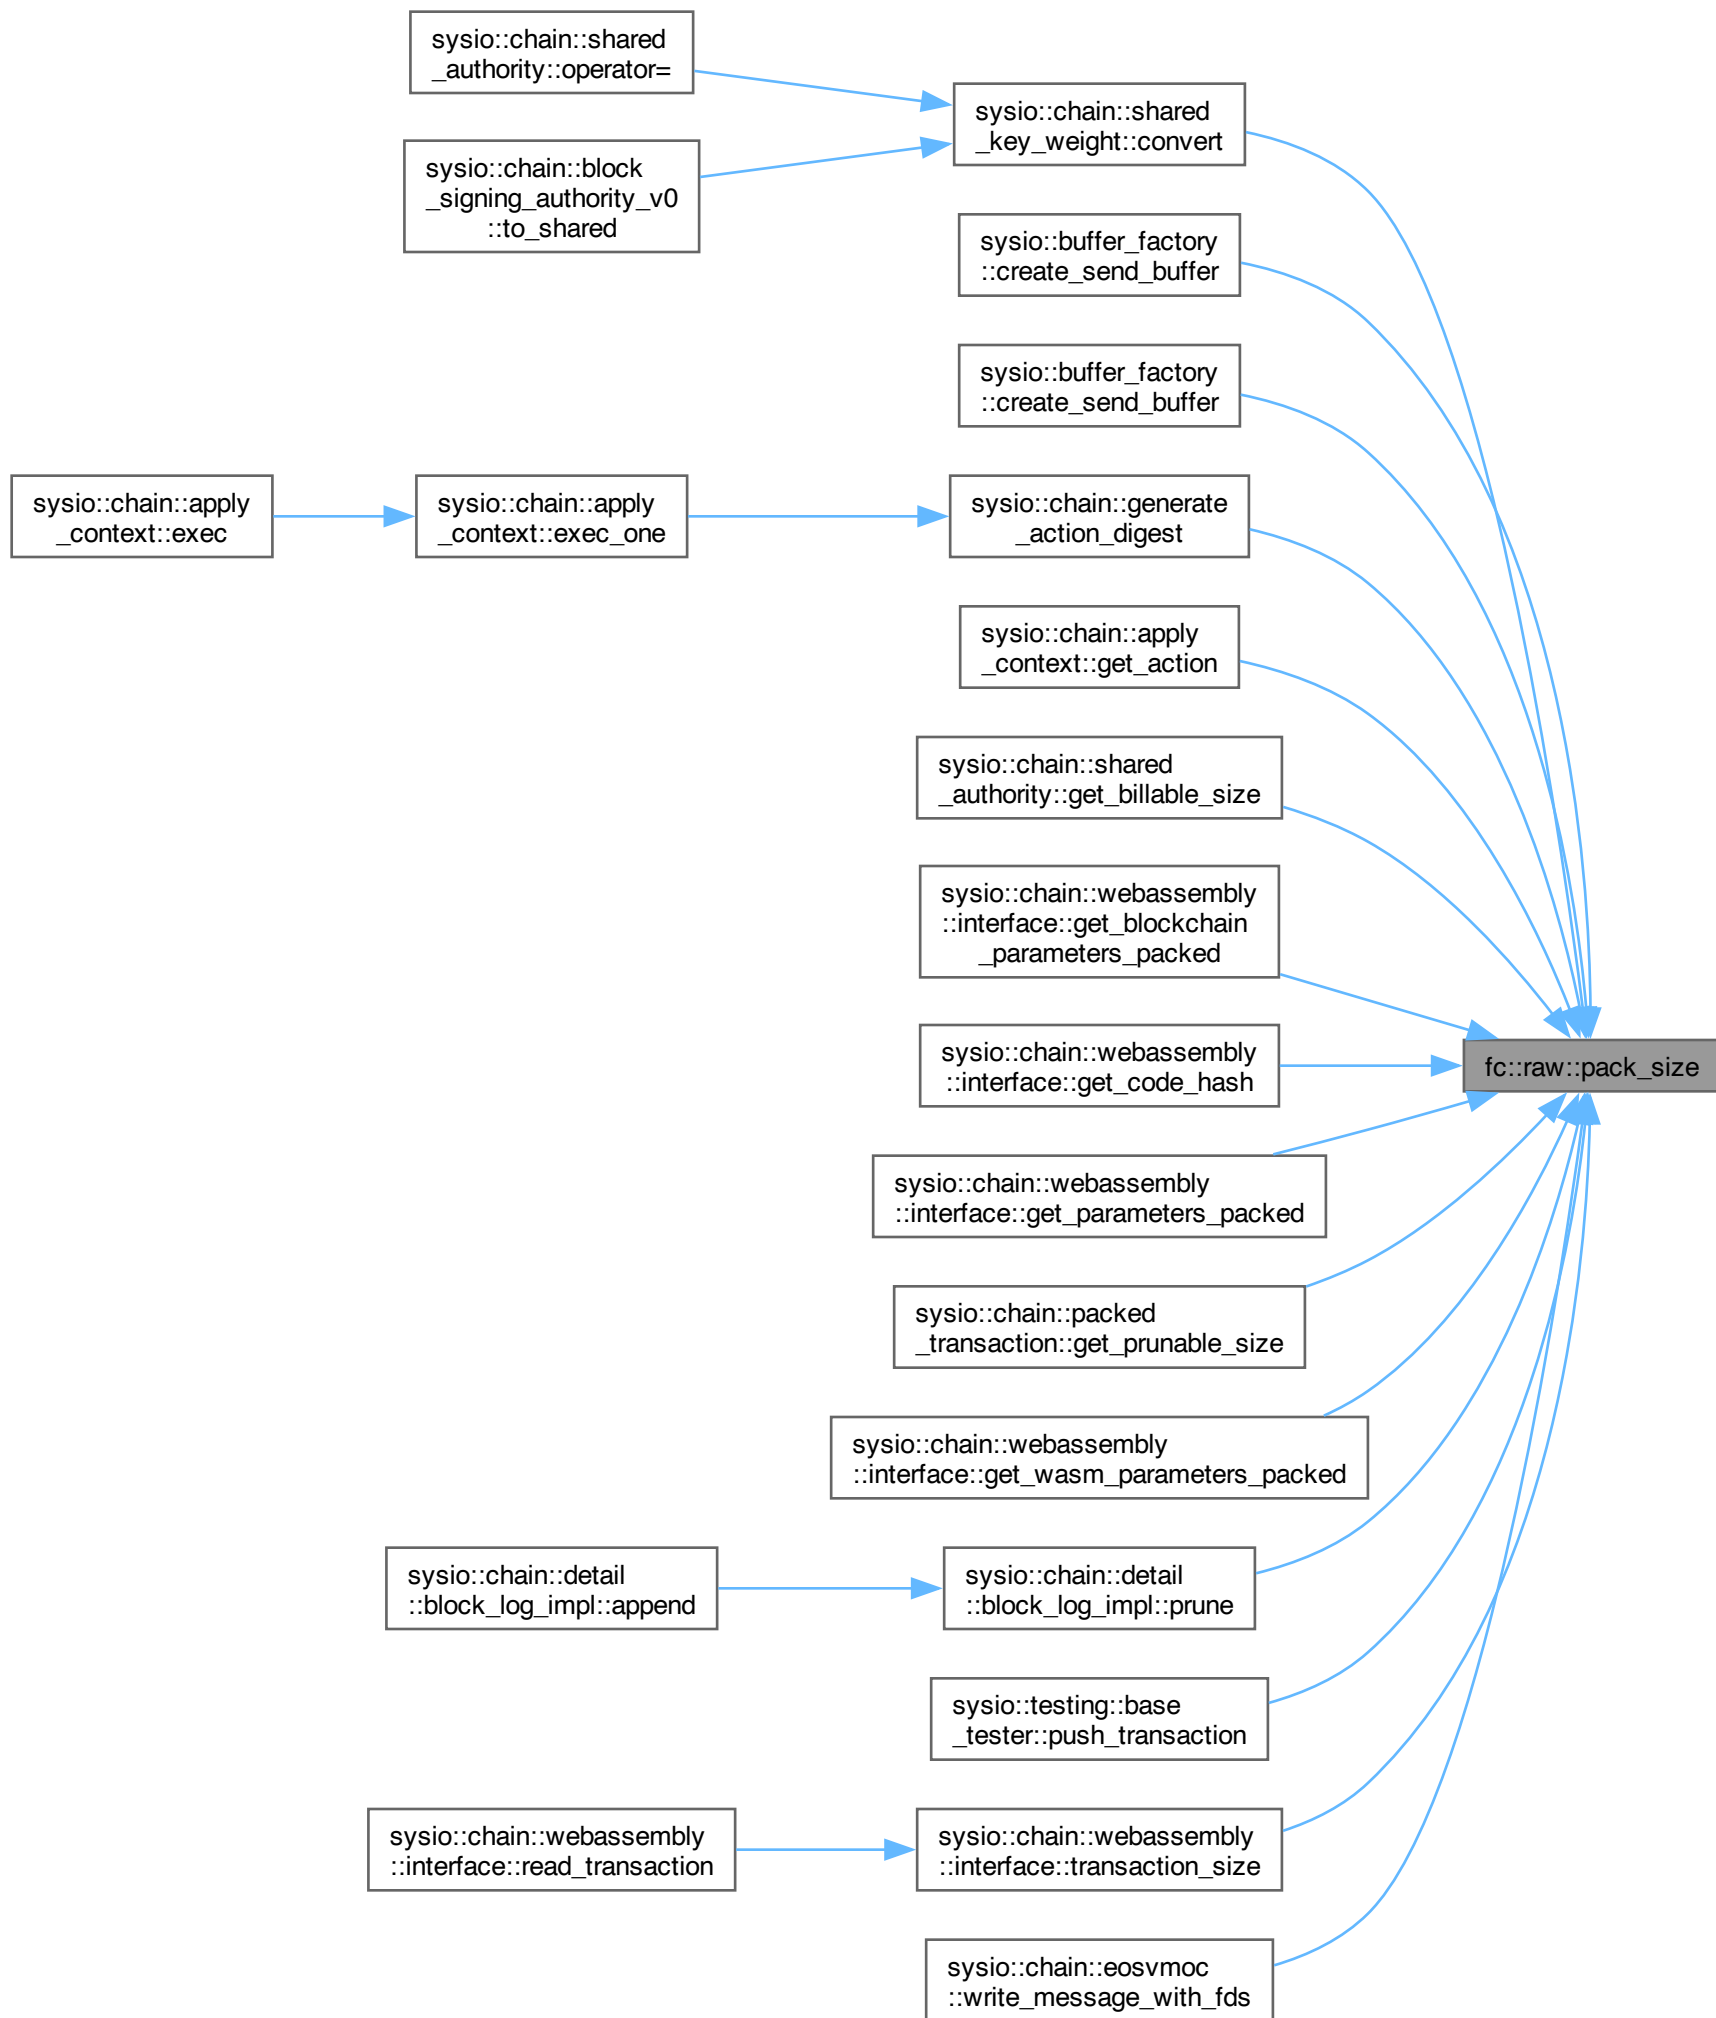 sysio::chain::shared
_authority::operator=
sysio::chain::shared
_key_weight::convert
sysio::chain::block
_signing_authority_v0
::to_shared
sysio::buffer_factory
::create_send_buffer
sysio::buffer_factory
::create_send_buffer
sysio::chain::apply
_context::exec
sysio::chain::apply
_context::exec_one
sysio::chain::generate
_action_digest
sysio::chain::apply
_context::get_action
sysio::chain::shared
_authority::get_billable_size
sysio::chain::webassembly
::interface::get_blockchain
_parameters_packed
sysio::chain::webassembly
::interface::get_code_hash
fc::raw::pack_size
sysio::chain::webassembly
::interface::get_parameters_packed
sysio::chain::packed
_transaction::get_prunable_size
sysio::chain::webassembly
::interface::get_wasm_parameters_packed
sysio::chain::detail
::block_log_impl::append
sysio::chain::detail
::block_log_impl::prune
sysio::testing::base
_tester::push_transaction
sysio::chain::webassembly
::interface::read_transaction
sysio::chain::webassembly
::interface::transaction_size
sysio::chain::eosvmoc
::write_message_with_fds